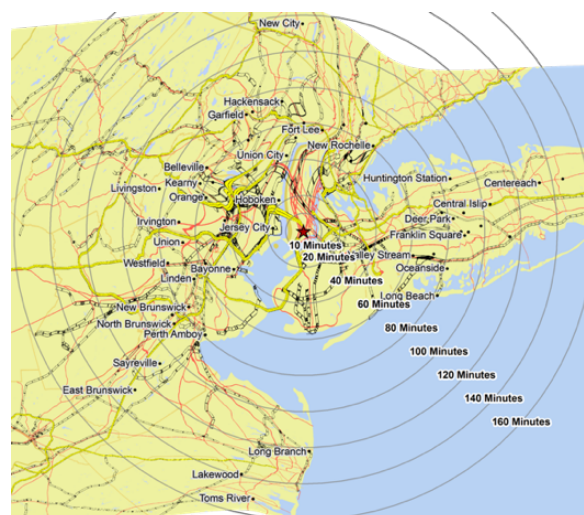 New City
Hackensack
Garfield
Fort Lee
New Rochelle
Union City
Belleville
Kearny
Livingston
Orange
Hoboken
Huntington Station
Centereach
Central Islip
Irvington
Jersey City
Deer Park
Franklin Square
Union
10 Minutes
20 Minutes
alley Stream
Westfield
Bayonne
Oceanside
Linden
40 Minutes
Long Beach
60 Minutes
New Brunswick
North Brunswick
Perth Amboy
80 Minutes
100 Minutes
Sayreville
120 Minutes
East Brunswick
140 Minutes
160 Minutes
Long Branch
Lakewood
Toms River